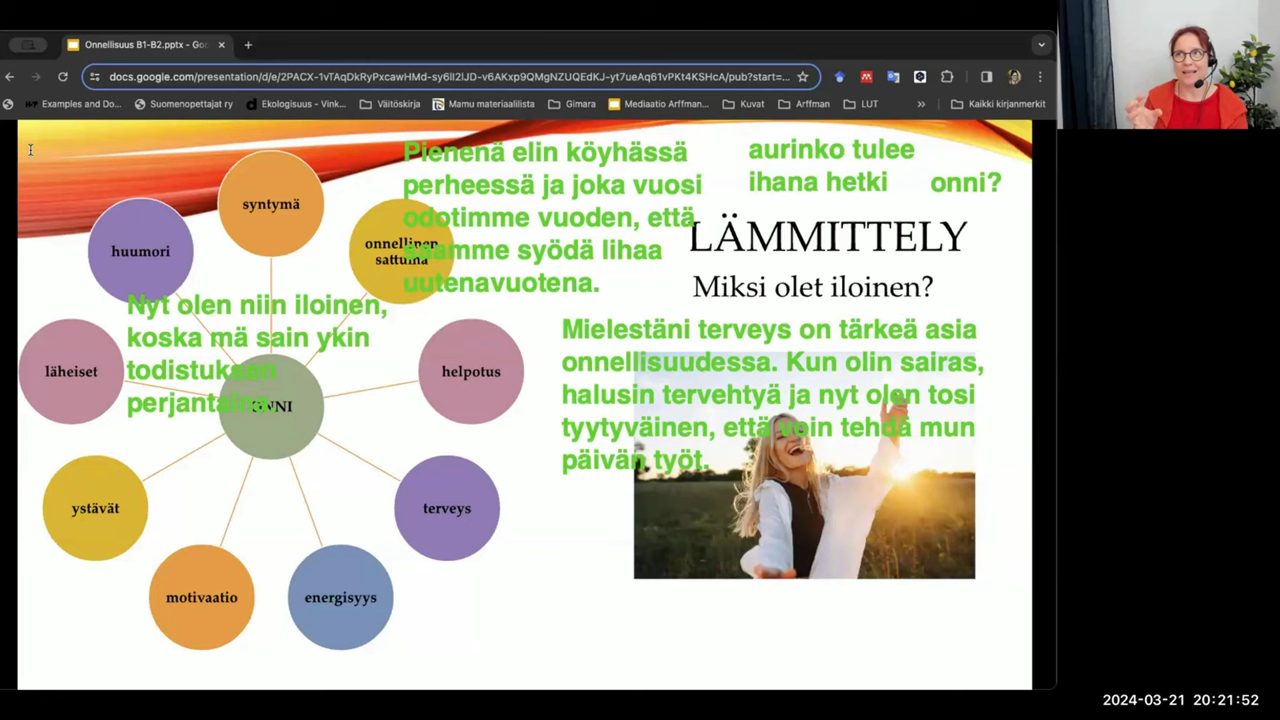 Onnellisuus B1-B2.pptx - Goo
docs.google.com/presentation/d/e/2PACX-1vTAqDkRyPxcawHMd-sy6II2lJD-v6AKxp9QMgNZUQEdKJ-yt7ueAq61vPKt4KSHcA/pub?start=...
Examples and Do... Suomenopettajat ry Ekologisuus - Vink... Väitöskirja Mamu materiaalilista Gimara Mediaatio Arffman... Kuvat Arffman LUT » Kaikki kirjanmerkit
syntymä
huumori
onnellinen
sattuma
läheiset
helpotus
ONNI
ystävät
terveys
motivaatio
energisyys
Pienenä elin köyhässä
perheessä ja joka vuosi
odotimme vuoden, että
saamme syödä lihaa
uutenavuotena.
Nyt olen niin iloinen,
koska mä sain ykin
todistuksen
perjantaina.
aurinko tulee
ihana hetki
onni?
LÄMMITTELY
Miksi olet iloinen?
Mielestäni terveys on tärkeä asia
onnellisuudessa. Kun olin sairas,
halusin tervehtyä ja nyt olen tosi
tyytyväinen, että voin tehdä mun
päivän työt.
2024-03-21 20:21:52